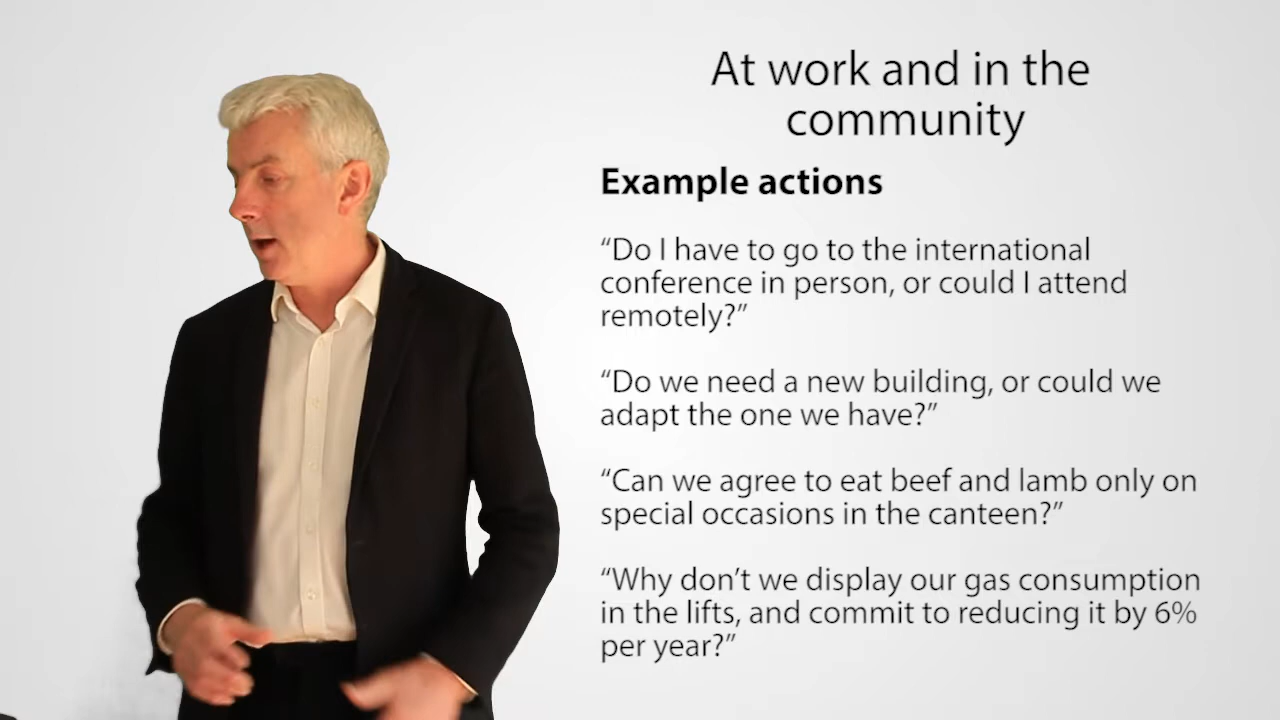 At work and in the
community
Example actions
“Do I have to go to the international
conference in person, or could I attend
remotely?”
“Do we need a new building, or could we
adapt the one we have?”
“Can we agree to eat beef and lamb only on
special occasions in the canteen?”
“Why don’t we display our gas consumption
in the lifts, and commit to reducing it by 6%
per year?”